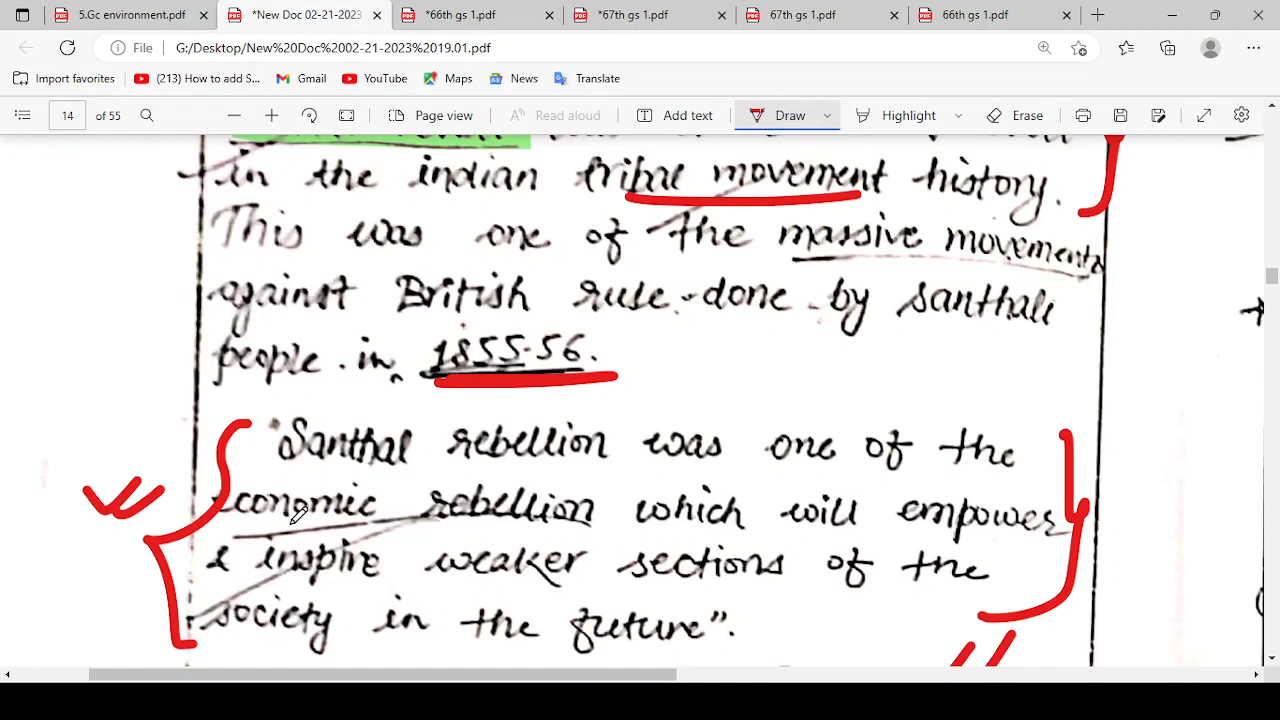 5.Gc environment.pdf
*New Doc 02-21-2023
*66th gs 1.pdf
*67th gs 1.pdf
67th gs 1.pdf
66th gs 1.pdf
File
G:/Desktop/New%20Doc%2002-21-2023%2019.01.pdf
Import favorites
(213) How to add S...
Gmail
YouTube
Maps
News
Translate
14 of 55
Page view
Read aloud
Add text
Draw
Highlight
Erase
in the indian tribal movement history.
This was one of the massive movements
against British rule done by santhali
people in 1855-56.
"Santhal rebellion was one of the
economic rebellion which will empower
& inspire weaker sections of the
society in the future".